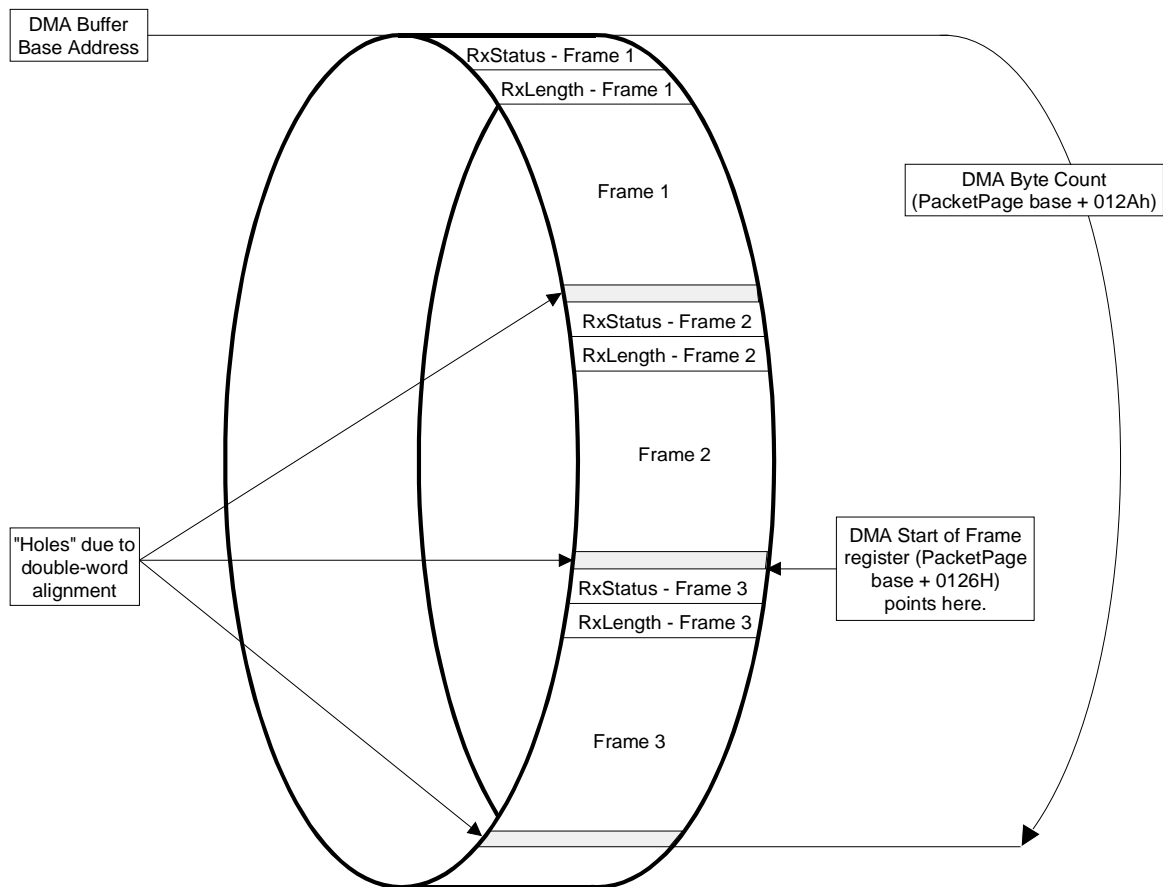 DMA Buffer
Base Address
RxStatus - Frame 1
RxLength - Frame 1
Frame 1
DMA Byte Count
(PacketPage base + 012Ah)
RxStatus - Frame 2
RxLength - Frame 2
Frame 2
"Holes" due to
double-word
alignment
DMA Start of Frame
register (PacketPage
base + 0126H)
points here.
RxStatus - Frame 3
RxLength - Frame 3
Frame 3